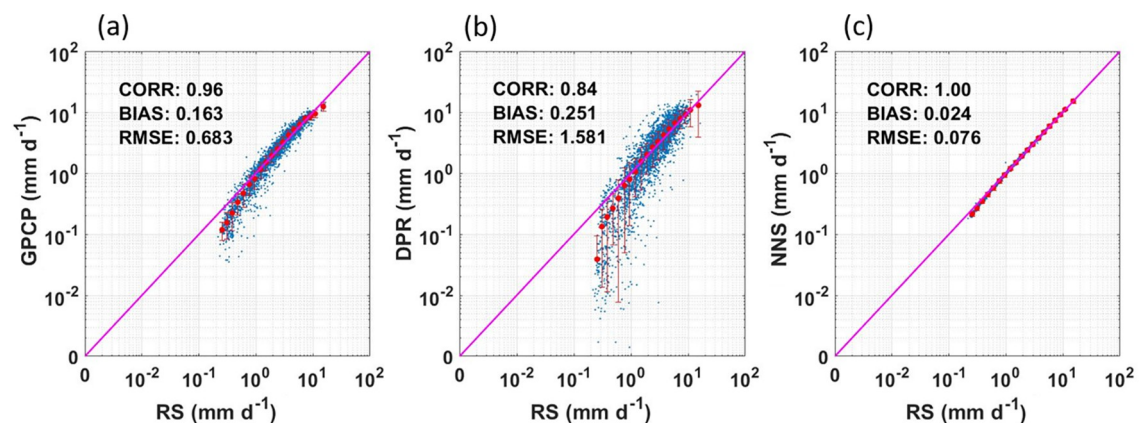 (a)
10^2
10^1
10^0
10^-1
10^-2
0
GPCP (mm d^-1)
CORR: 0.96
BIAS: 0.163
RMSE: 0.683
0 10^-2 10^-1 10^0 10^1 10^2
RS (mm d^-1)
(b)
10^2
10^1
10^0
10^-1
10^-2
0
DPR (mm d^-1)
CORR: 0.84
BIAS: 0.251
RMSE: 1.581
0 10^-2 10^-1 10^0 10^1 10^2
RS (mm d^-1)
(c)
10^2
10^1
10^0
10^-1
10^-2
0
NNS (mm d^-1)
CORR: 1.00
BIAS: 0.024
RMSE: 0.076
0 10^-2 10^-1 10^0 10^1 10^2
RS (mm d^-1)